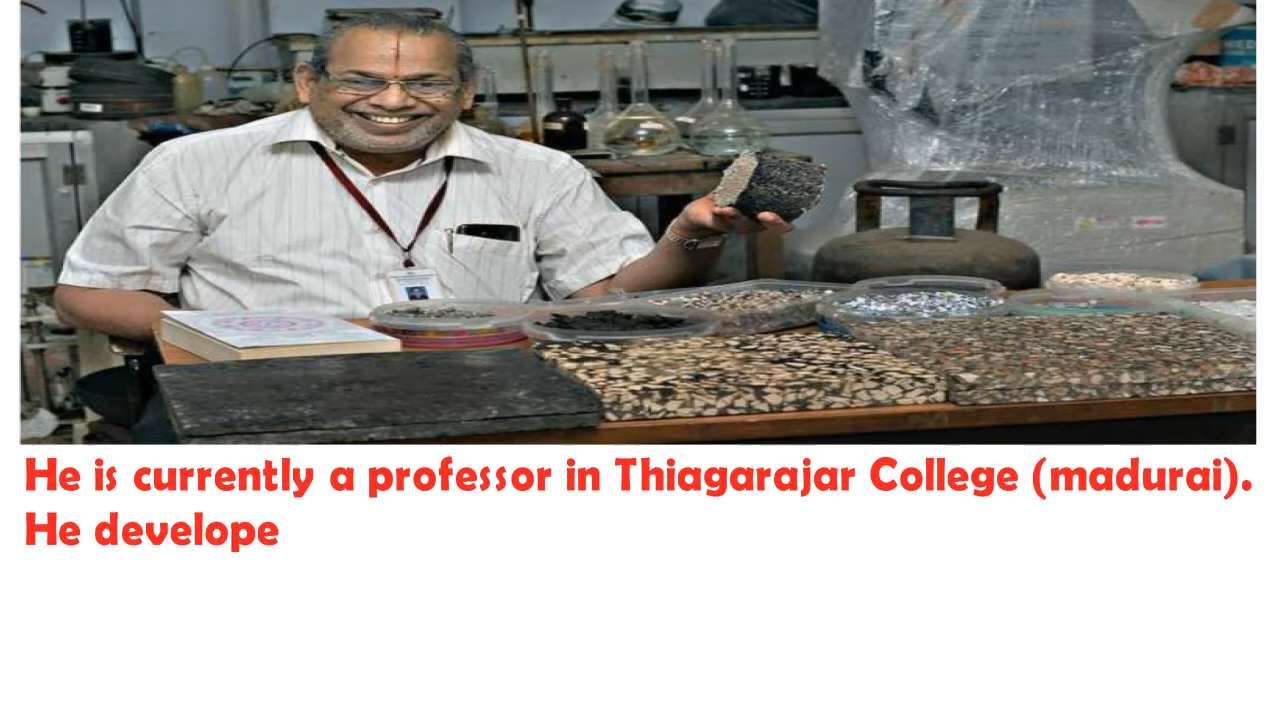 He is currently a professor in Thiagarajar College (madurai).
He develope